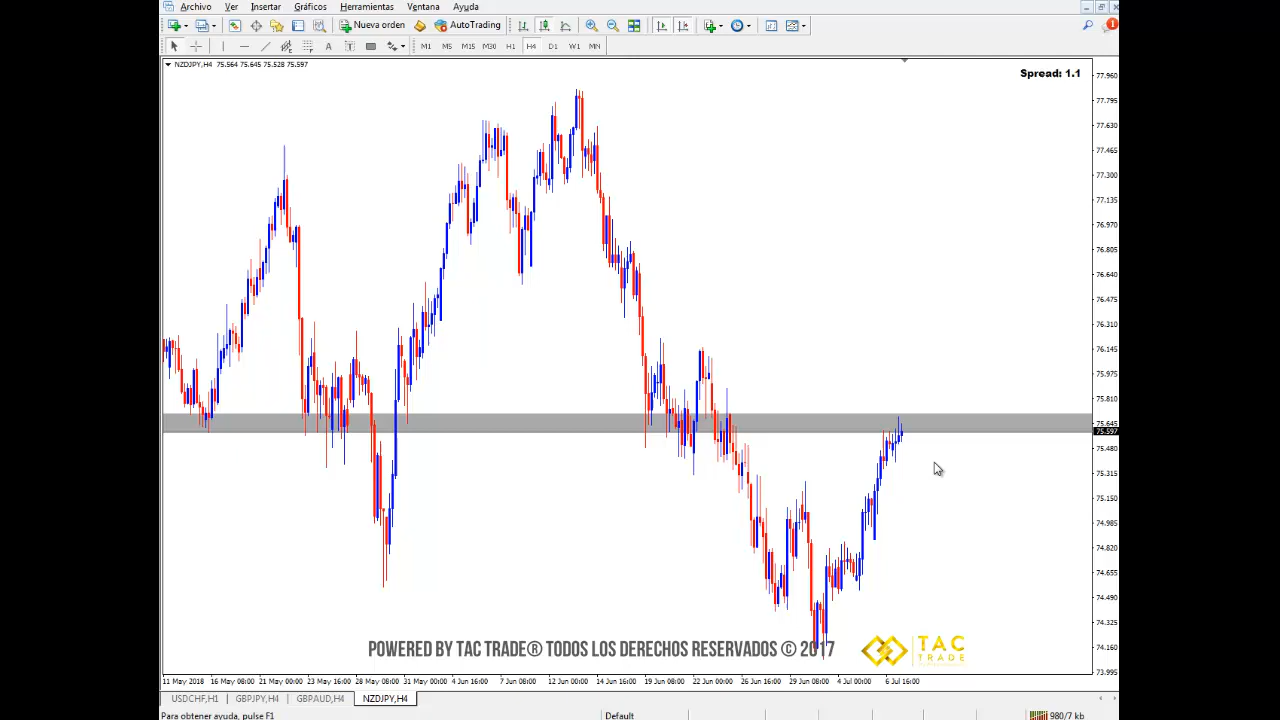 Archivo Ver Insertar Gráficos Herramientas Ventana Ayuda
Nueva orden AutoTrading 1
A T M1 M5 M15 M30 H1 H4 D1 W1 MN
NZDJPY,H4 75.564 75.645 75.528 75.597
Spread: 1.1
77.960
77.795
77.630
77.465
77.300
77.135
76.970
76.805
76.640
76.475
76.310
76.145
75.975
75.810
75.645
75.597
75.480
75.315
75.150
74.985
74.820
74.655
74.490
74.325
74.160
73.995
POWERED BY TAC TRADE® TODOS LOS DERECHOS RESERVADOS © 2017
TAC
TRADE
11 May 2018 16 May 08:00 21 May 00:00 23 May 16:00 28 May 08:00 31 May 00:00 4 Jun 16:00 7 Jun 08:00 12 Jun 00:00 14 Jun 16:00 19 Jun 08:00 22 Jun 00:00 26 Jun 16:00 29 Jun 08:00 4 Jul 00:00 6 Jul 16:00
USDCHF,H1 GBPJPY,H4 GBPAUD,H4 NZDJPY,H4
Para obtener ayuda, pulse F1 Default 980/7 kb